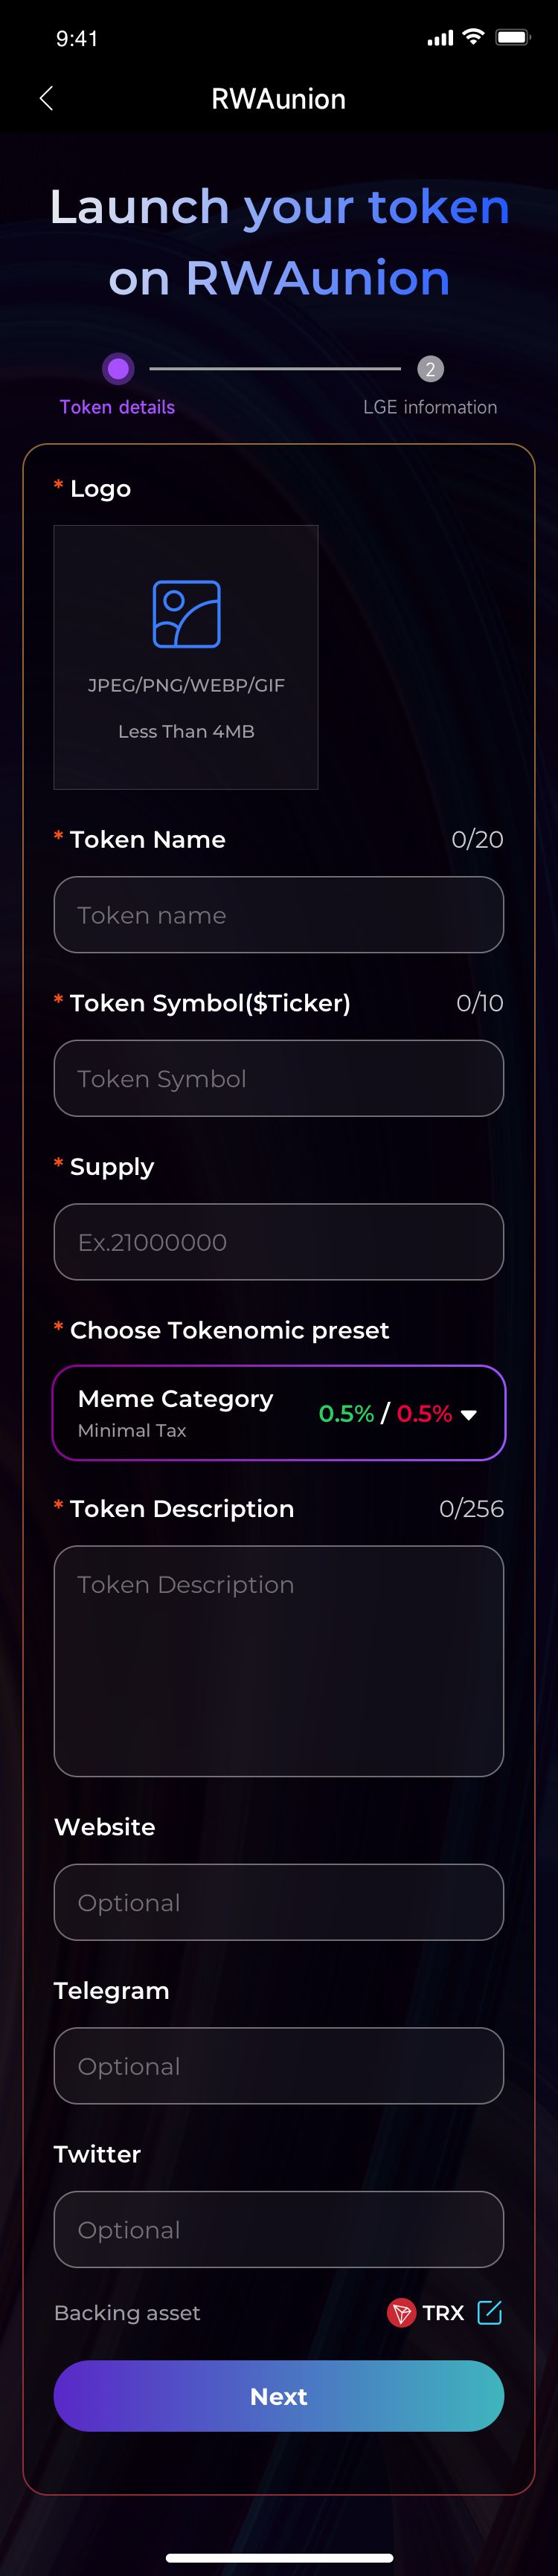 9:41
RWAunion
Launch your token
on RWAunion
2
Token details
LGE information
* Logo
JPEG/PNG/WEBP/GIF
Less Than 4MB
* Token Name
0/20
Token name
* Token Symbol($Ticker)
0/10
Token Symbol
* Supply
Ex.21000000
* Choose Tokenomic preset
Meme Category
Minimal Tax
0.5% / 0.5%
* Token Description
0/256
Token Description
Website
Optional
Telegram
Optional
Twitter
Optional
Backing asset
TRX
Next